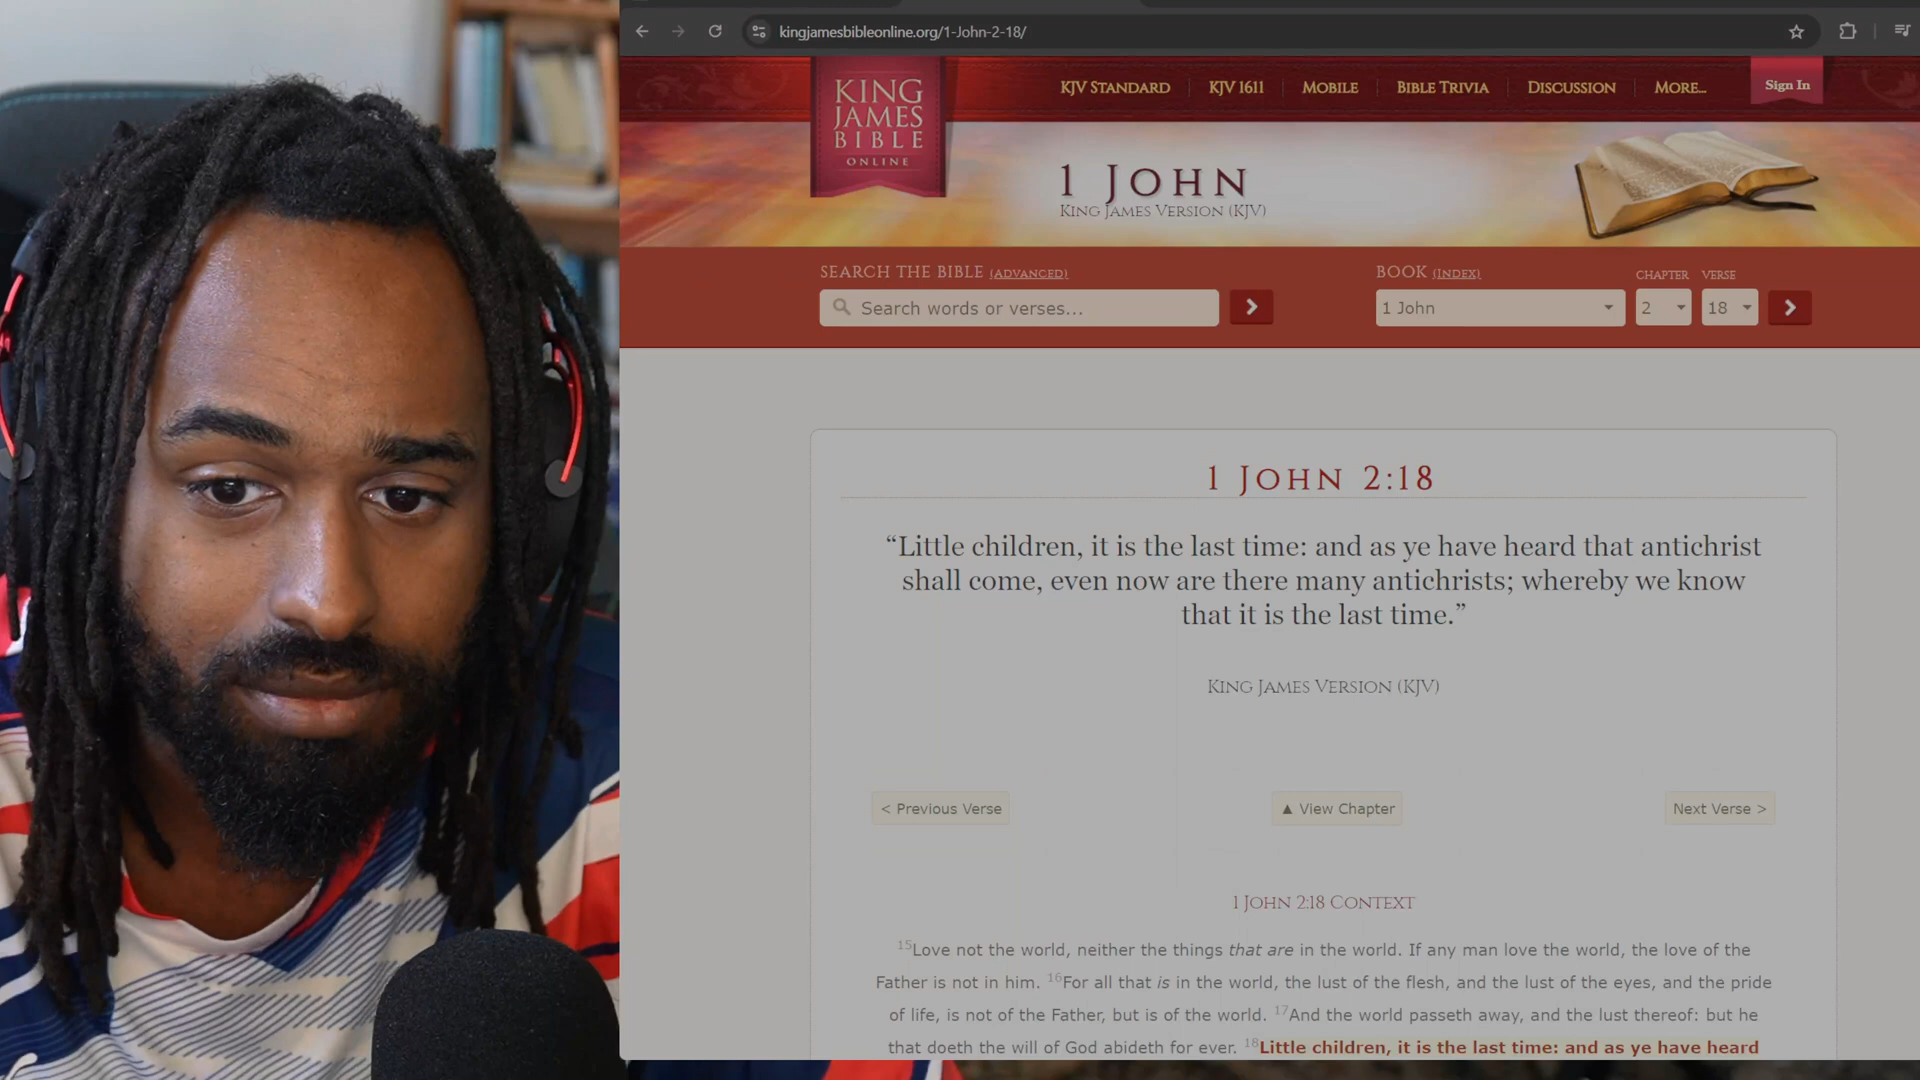 kingjamesbibleonline.org/1-John-2-18/
KING
JAMES
BIBLE
ONLINE
KJV STANDARD
KJV 1611
MOBILE
BIBLE TRIVIA
DISCUSSION
MORE...
Sign In
1 JOHN
KING JAMES VERSION (KJV)
SEARCH THE BIBLE (ADVANCED)
Search words or verses...
BOOK (INDEX)
CHAPTER
VERSE
1 John
2
18
1 JOHN 2:18
“Little children, it is the last time: and as ye have heard that antichrist
shall come, even now are there many antichrists; whereby we know
that it is the last time.”
KING JAMES VERSION (KJV)
< Previous Verse
▲ View Chapter
Next Verse >
1 JOHN 2:18 CONTEXT
15Love not the world, neither the things that are in the world. If any man love the world, the love of the
Father is not in him. 16For all that is in the world, the lust of the flesh, and the lust of the eyes, and the pride
of life, is not of the Father, but is of the world. 17And the world passeth away, and the lust thereof: but he
that doeth the will of God abideth for ever. 18Little children, it is the last time: and as ye have heard